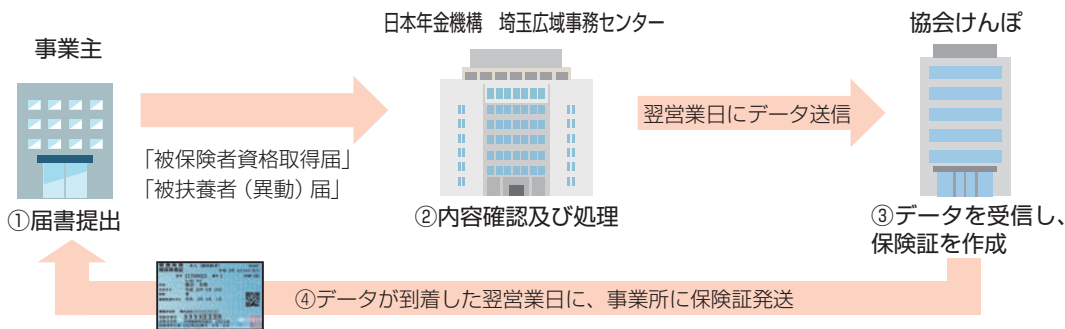 日本年金機構　埼玉広域事務センター
協会けんぽ
事業主
翌営業日にデータ送信
「被保険者資格取得届」
「被扶養者（異動）届」
①届書提出
②内容確認及び処理
③データを受信し、
保険証を作成
④データが到着した翌営業日に、事業所に保険証発送